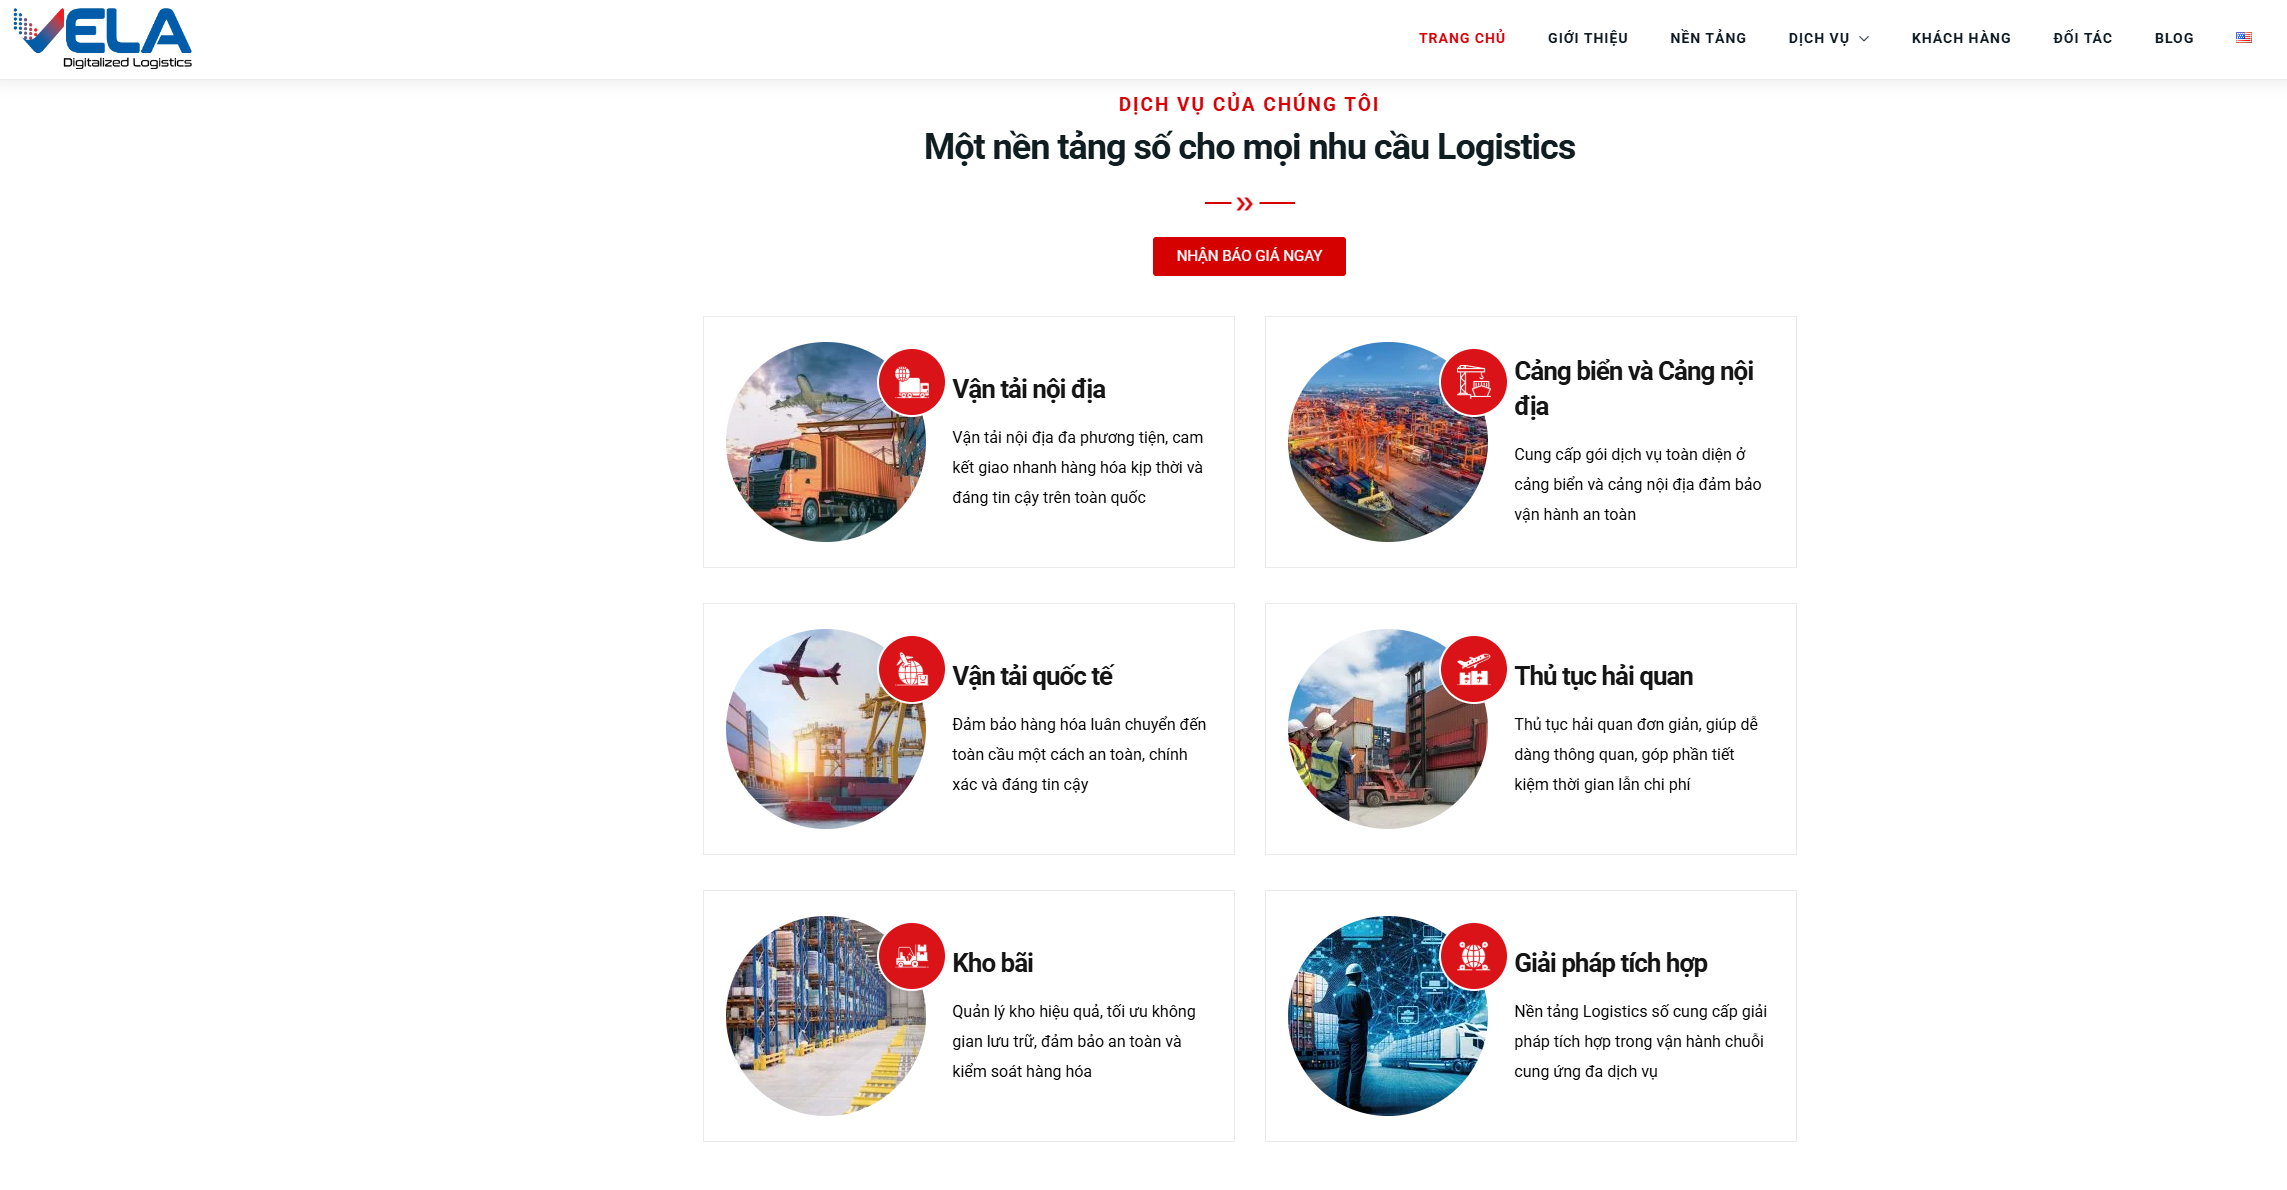 VELA
Digitalized Logistics
TRANG CHỦ
GIỚI THIỆU
NỀN TẢNG
DỊCH VỤ
KHÁCH HÀNG
ĐỐI TÁC
BLOG
DỊCH VỤ CỦA CHÚNG TÔI
Một nền tảng số cho mọi nhu cầu Logistics
NHẬN BÁO GIÁ NGAY
Vận tải nội địa
Vận tải nội địa đa phương tiện, cam
kết giao nhanh hàng hóa kịp thời và
đáng tin cậy trên toàn quốc
Cảng biển và Cảng nội
địa
Cung cấp gói dịch vụ toàn diện ở
cảng biển và cảng nội địa đảm bảo
vận hành an toàn
Vận tải quốc tế
Đảm bảo hàng hóa luân chuyển đến
toàn cầu một cách an toàn, chính
xác và đáng tin cậy
Thủ tục hải quan
Thủ tục hải quan đơn giản, giúp dễ
dàng thông quan, góp phần tiết
kiệm thời gian lẫn chi phí
Kho bãi
Quản lý kho hiệu quả, tối ưu không
gian lưu trữ, đảm bảo an toàn và
kiểm soát hàng hóa
Giải pháp tích hợp
Nền tảng Logistics số cung cấp giải
pháp tích hợp trong vận hành chuỗi
cung ứng đa dịch vụ